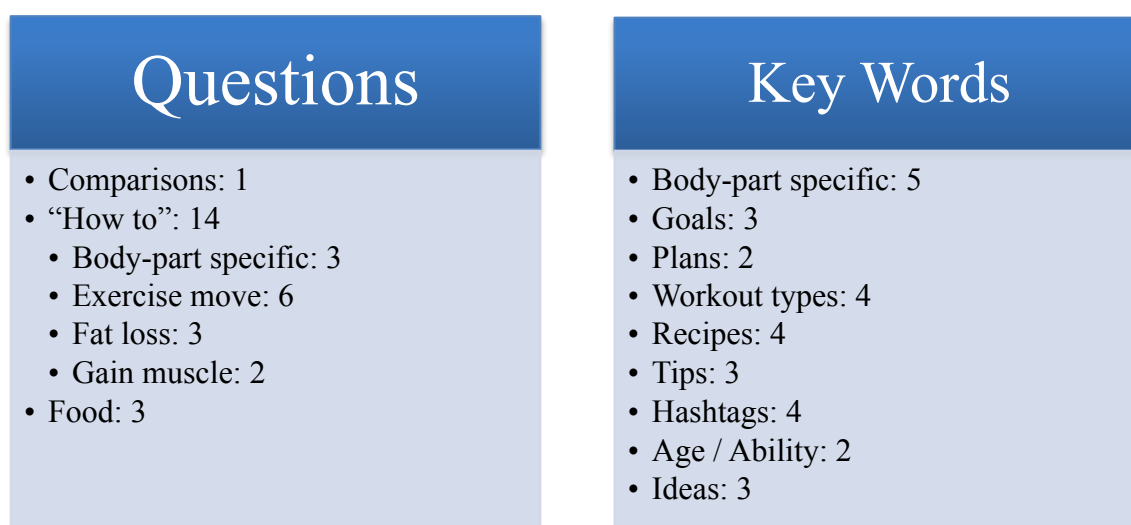 Questions
• Comparisons: 1
• “How to”: 14
• Body-part specific: 3
• Exercise move: 6
• Fat loss: 3
• Gain muscle: 2
• Food: 3
Key Words
• Body-part specific: 5
• Goals: 3
• Plans: 2
• Workout types: 4
• Recipes: 4
• Tips: 3
• Hashtags: 4
• Age / Ability: 2
• Ideas: 3